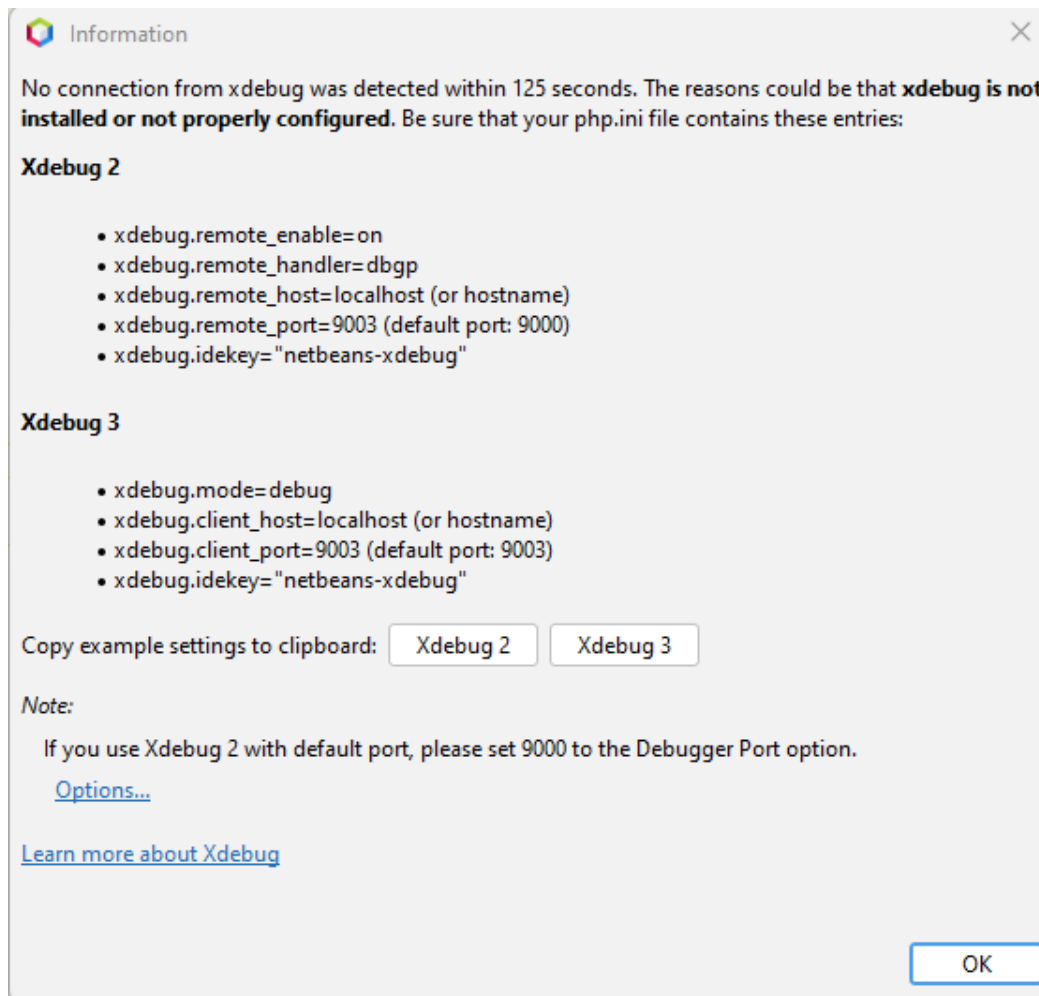 Information
No connection from xdebug was detected within 125 seconds. The reasons could be that xdebug is not
installed or not properly configured. Be sure that your php.ini file contains these entries:
Xdebug 2
• xdebug.remote_enable=on
• xdebug.remote_handler=dbgp
• xdebug.remote_host=localhost (or hostname)
• xdebug.remote_port=9003 (default port: 9000)
• xdebug.idekey="netbeans-xdebug"
Xdebug 3
• xdebug.mode=debug
• xdebug.client_host=localhost (or hostname)
• xdebug.client_port=9003 (default port: 9003)
• xdebug.idekey="netbeans-xdebug"
Copy example settings to clipboard: Xdebug 2 Xdebug 3
Note:
If you use Xdebug 2 with default port, please set 9000 to the Debugger Port option.
Options...
Learn more about Xdebug
OK